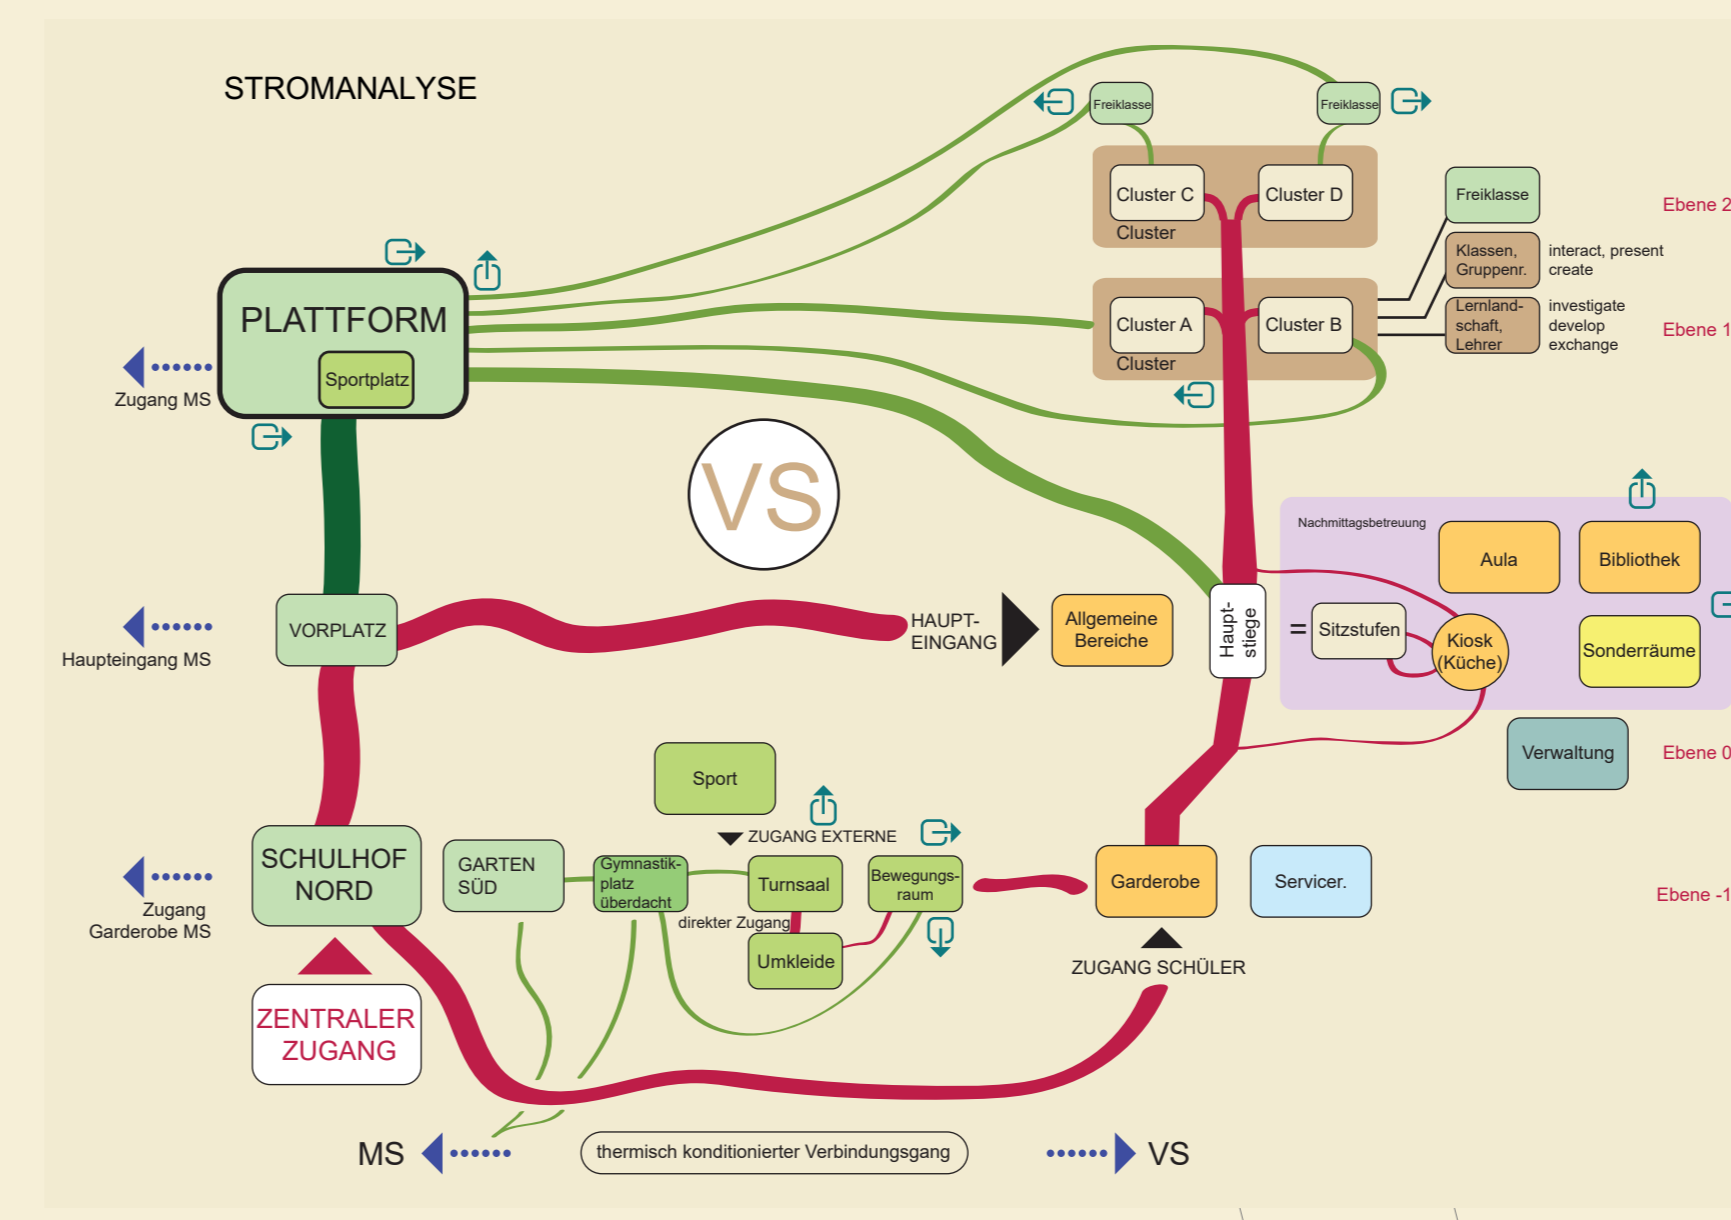 STROMANALYSE
Freiklasse
Freiklasse
Cluster C
Cluster D
Cluster
Freiklasse
Ebene 2
Klassen,
Gruppenr.
interact, present
create
PLATTFORM
Sportplatz
Cluster A
Cluster B
Cluster
Lernland-
schaft,
Lehrer
investigate
develop
exchange
Ebene 1
Zugang MS
VS
Nachmittagsbetreuung
Aula
Bibliothek
VORPLATZ
HAUPT-
EINGANG
Allgemeine
Bereiche
Haupt-
stiege
=
Sitzstufen
Kiosk
(Küche)
Sonderräume
Haupteingang MS
Verwaltung
Ebene 0
Sport
ZUGANG EXTERNE
SCHULHOF
NORD
GARTEN
SÜD
Gymnastik-
platz
überdacht
Turnsaal
Bewegungs-
raum
Garderobe
Servicer.
Ebene -1
direkter Zugang
Umkleide
Zugang
Garderobe MS
ZUGANG SCHÜLER
ZENTRALER
ZUGANG
MS
thermisch konditionierter Verbindungsgang
VS